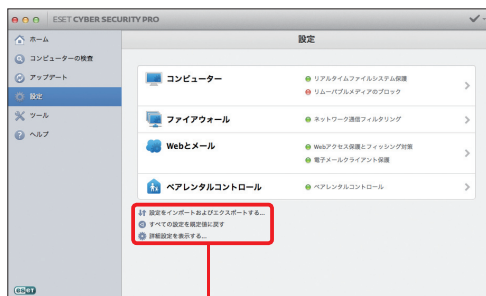 ESET CYBER SECURITY PRO
ホーム
コンピューターの検査
アップデート
設定
ツール
ヘルプ
設定
コンピューター
リアルタイムファイルシステム保護
リムーバブルメディアのブロック
ファイアウォール
ネットワーク通信フィルタリング
Webとメール
Webアクセス保護とフィッシング対策
電子メールクライアント保護
ペアレンタルコントロール
ペアレンタルコントロール
設定をインポートおよびエクスポートする...
すべての設定を規定値に戻す
詳細設定を表示する...
eset